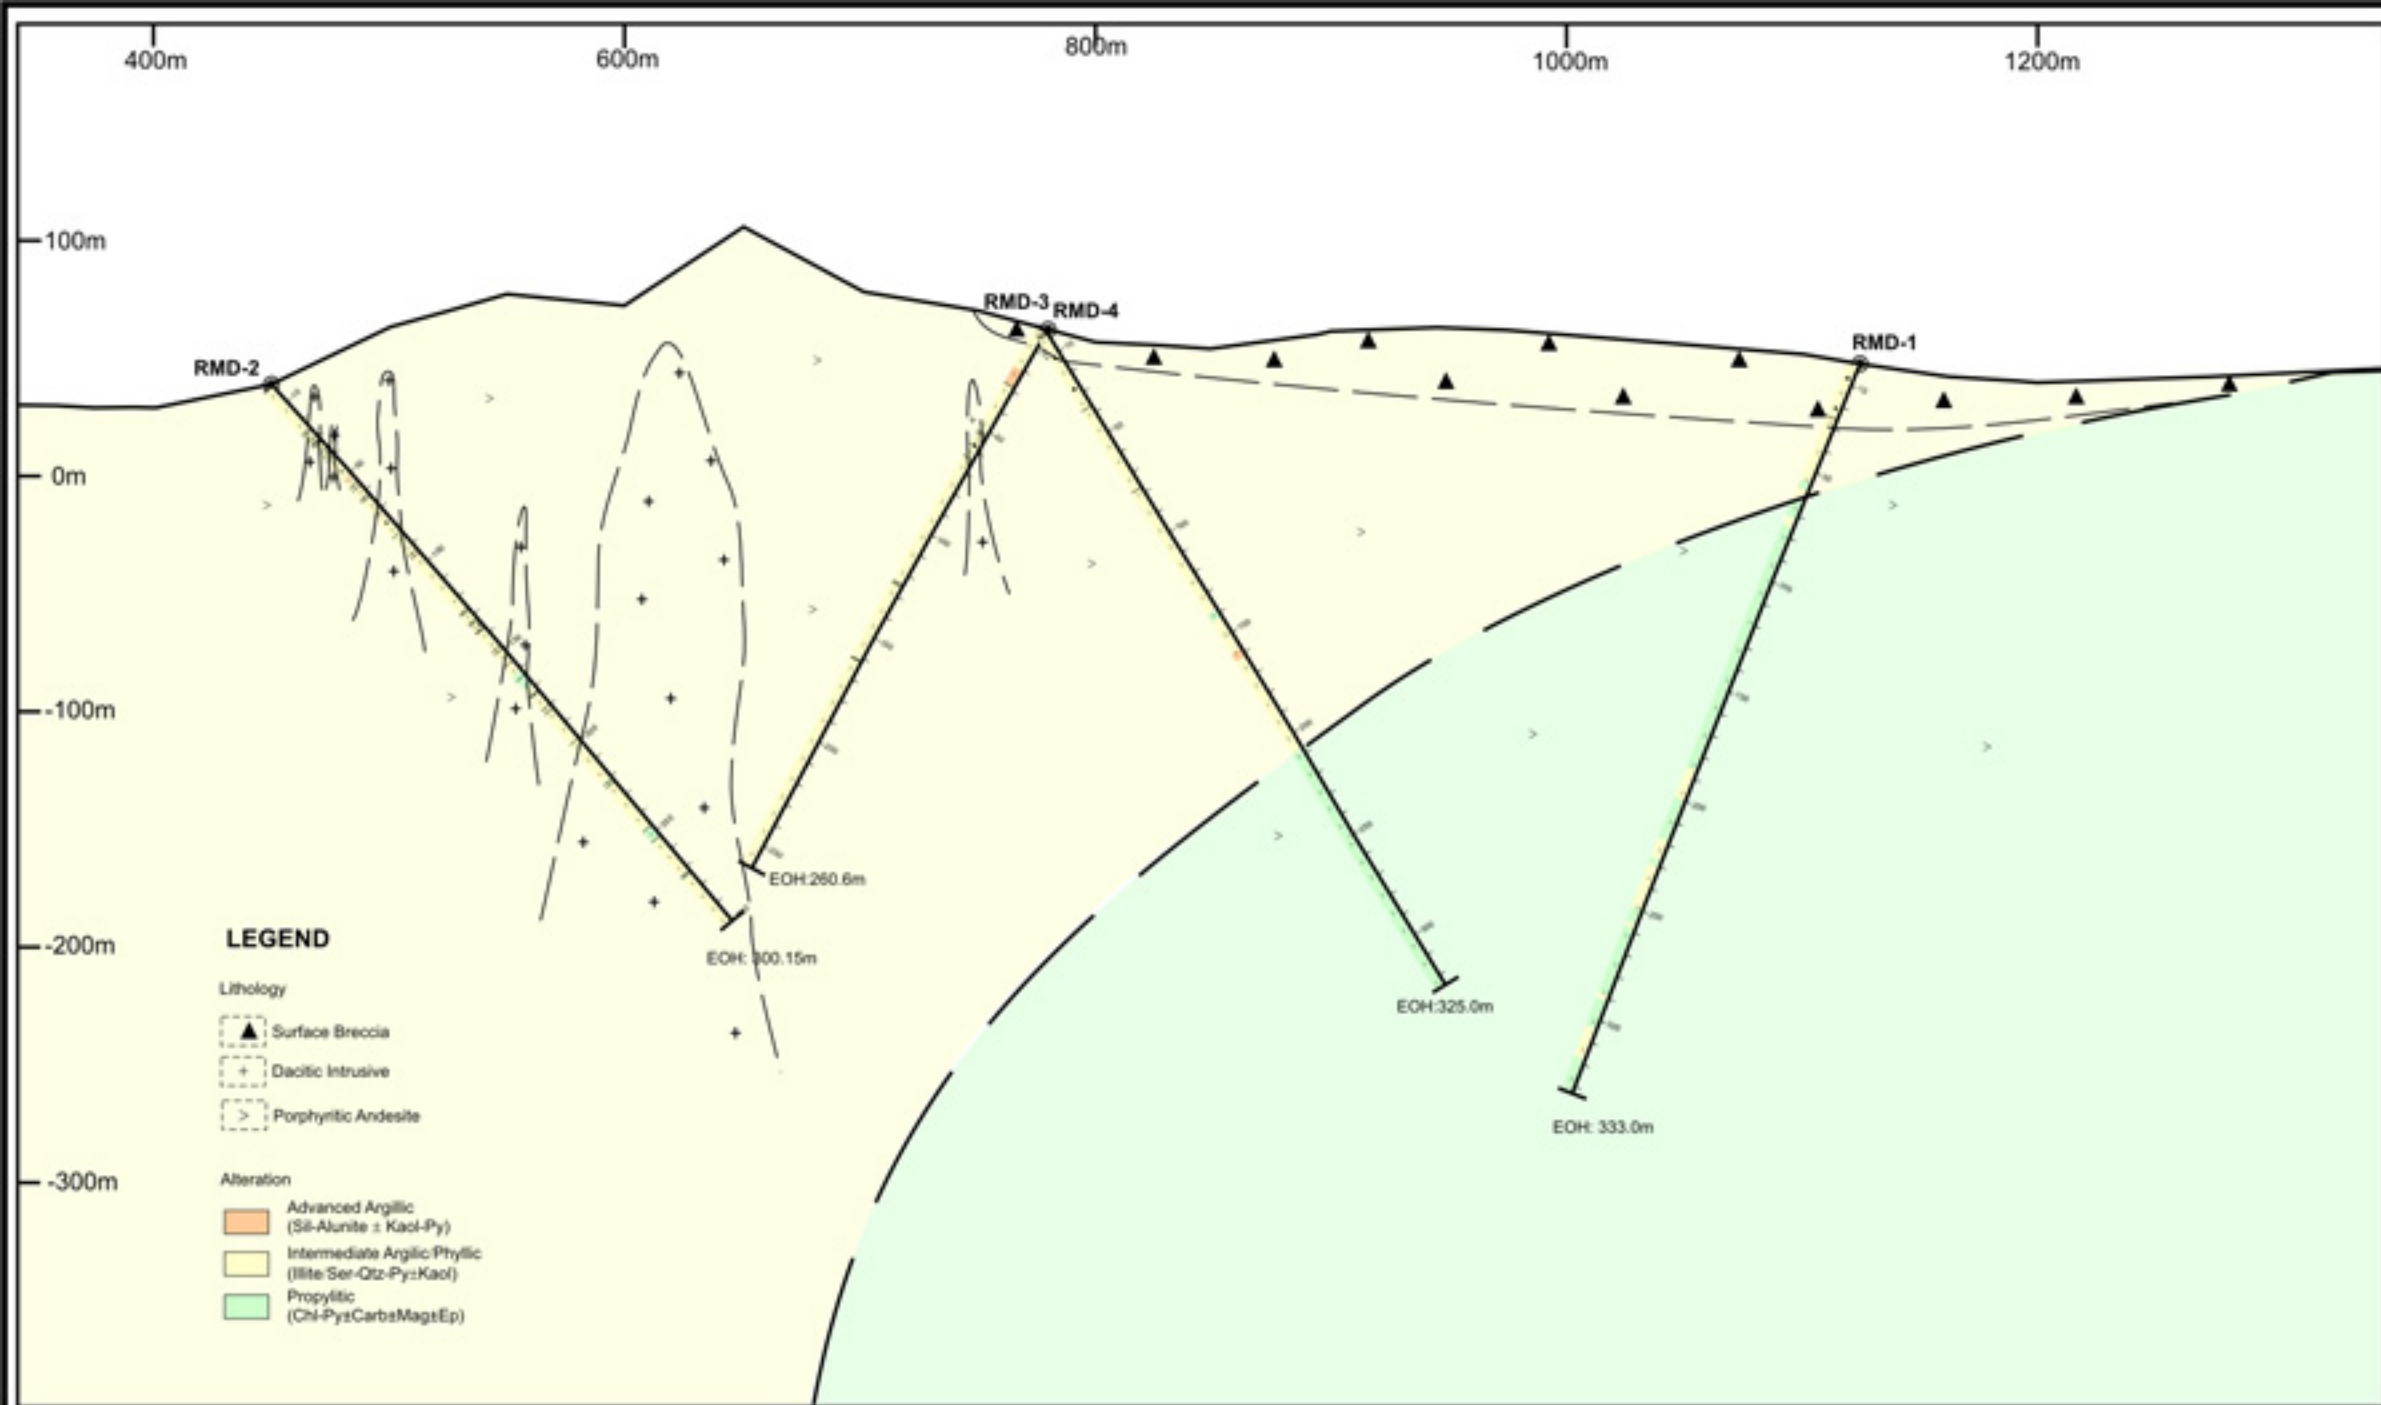 400m
600m
800m
1000m
1200m
100m
RMD-3
RMD-4
RMD-1
RMD-2
0m
-100m
EOH:260.6m
-200m
EOH: 300.15m
EOH:325.0m
EOH: 333.0m
-300m
LEGEND
Lithology
Surface Breccia
Dacitic Intrusive
Porphyritic Andesite
Alteration
Advanced Argillic
(Sil-Alunite ± Kaol-Py)
Intermediate Argilic/Phyllic
(Illite/Ser-Qtz-Py±Kaol)
Propylitic
(Chl-Py±Carb±Mag±Ep)